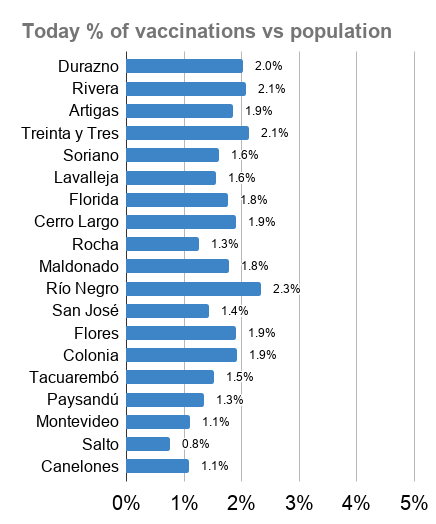 Today % of vaccinations vs population
Durazno 2.0%
Rivera 2.1%
Artigas 1.9%
Treinta y Tres 2.1%
Soriano 1.6%
Lavalleja 1.6%
Florida 1.8%
Cerro Largo 1.9%
Rocha 1.3%
Maldonado 1.8%
Río Negro 2.3%
San José 1.4%
Flores 1.9%
Colonia 1.9%
Tacuarembó 1.5%
Paysandú 1.3%
Montevideo 1.1%
Salto 0.8%
Canelones 1.1%
0% 1% 2% 3% 4% 5%